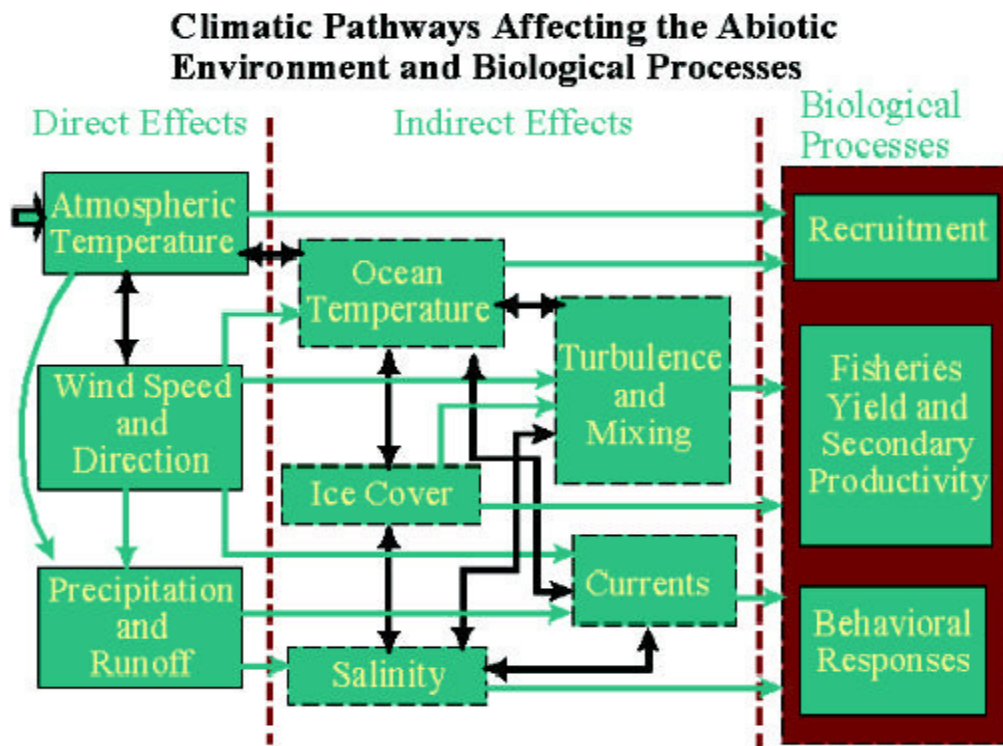 Climatic Pathways Affecting the Abiotic
Environment and Biological Processes
Direct Effects
Indirect Effects
Biological
Processes
Atmospheric
Temperature
Wind Speed
and
Direction
Precipitation
and
Runoff
Ocean
Temperature
Turbulence
and
Mixing
Ice Cover
Currents
Salinity
Recruitment
Fisheries
Yield and
Secondary
Productivity
Behavioral
Responses